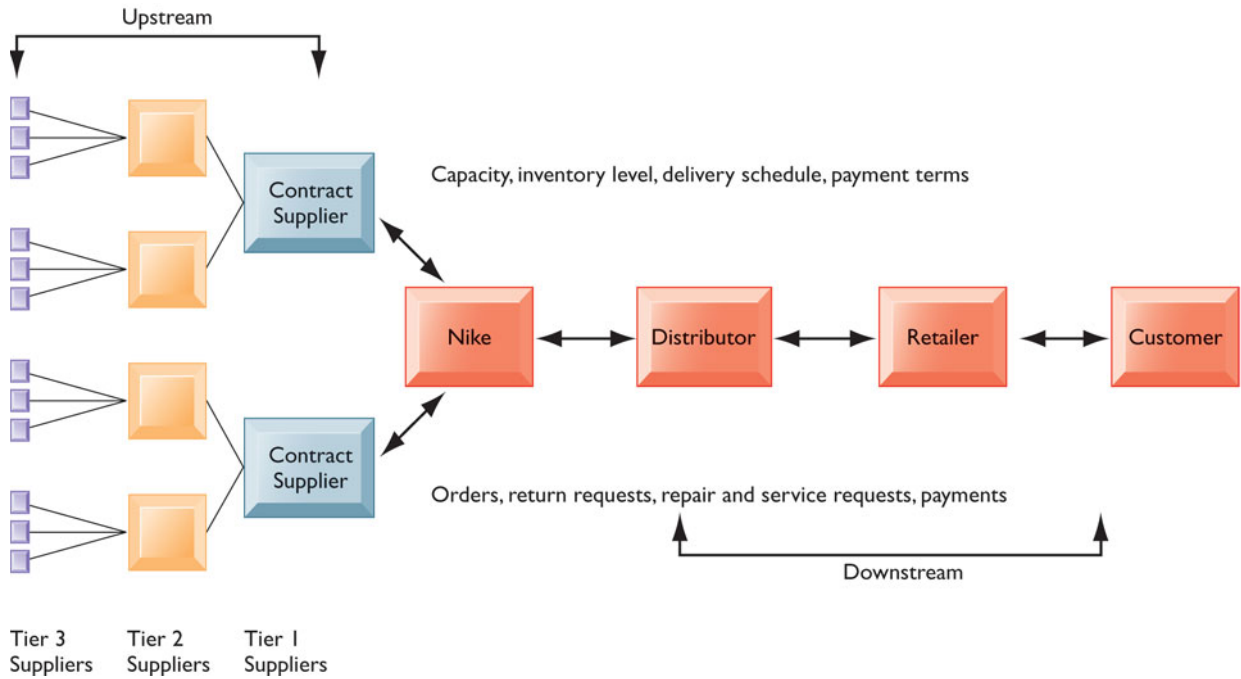 Upstream
Contract
Supplier
Capacity, inventory level, delivery schedule, payment terms
Nike
Distributor
Retailer
Customer
Contract
Supplier
Orders, return requests, repair and service requests, payments
Downstream
Tier 3
Suppliers
Tier 2
Suppliers
Tier 1
Suppliers